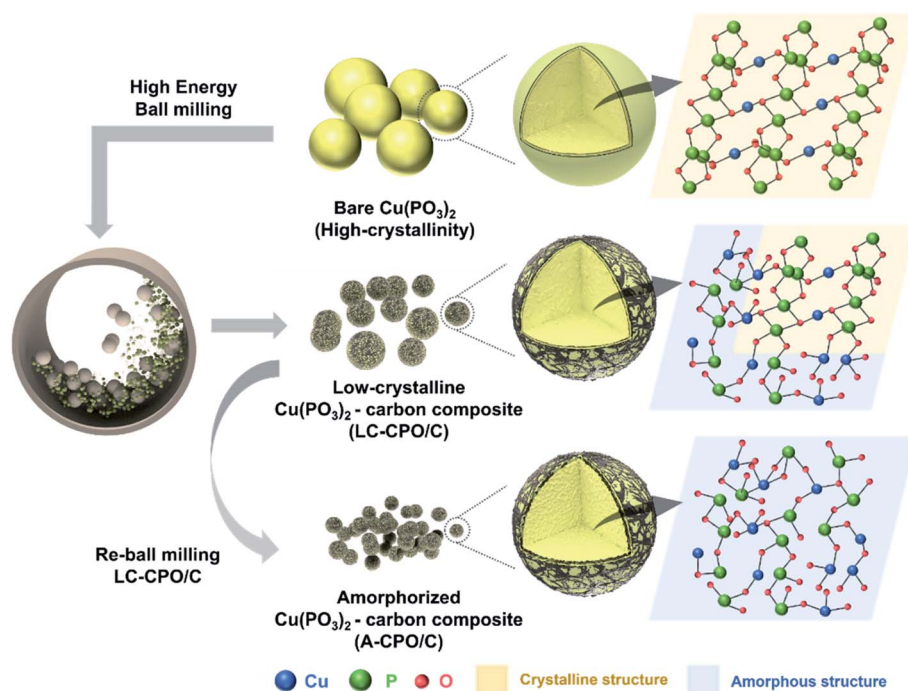 High Energy
Ball milling
Bare Cu(PO₃)₂
(High-crystallinity)
Low-crystalline
Cu(PO₃)₂ - carbon composite
(LC-CPO/C)
Re-ball milling
LC-CPO/C
Amorphorized
Cu(PO₃)₂ - carbon composite
(A-CPO/C)
Cu P O Crystalline structure Amorphous structure